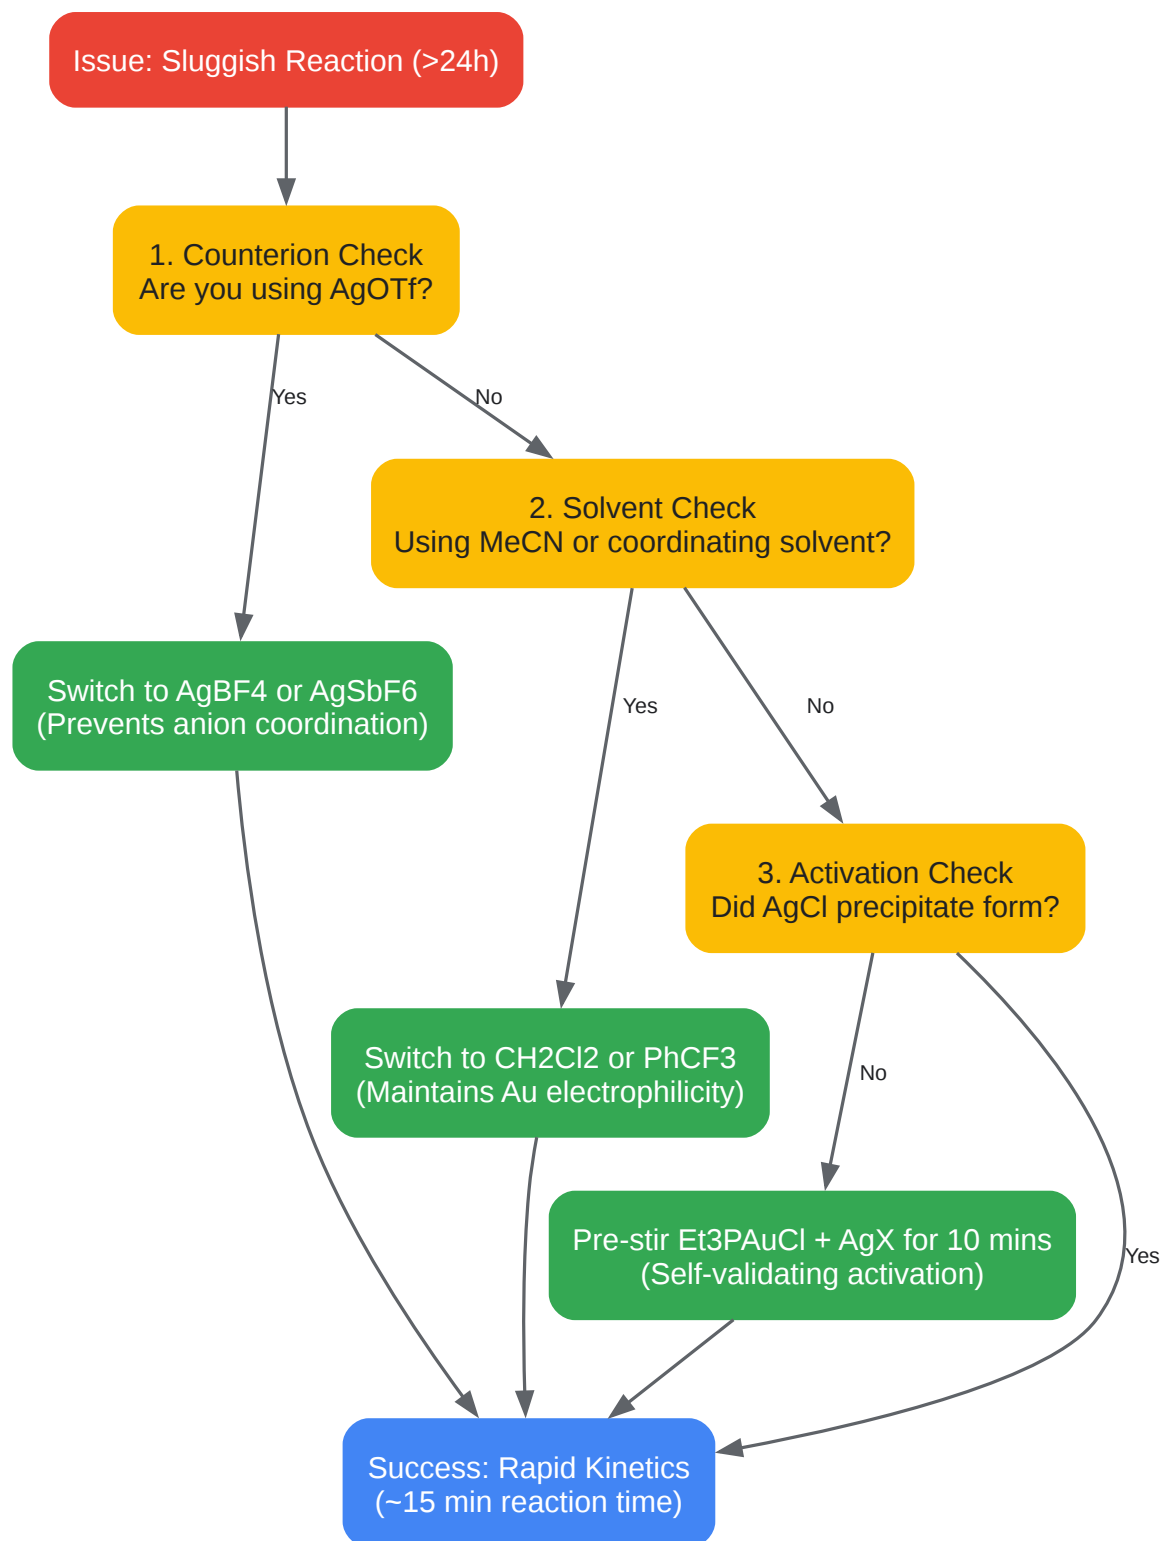 Issue: Sluggish Reaction (>24h)
1. Counterion Check
Are you using AgOTf?
Yes
No
2. Solvent Check
Using MeCN or coordinating solvent?
Switch to AgBF4 or AgSbF6
(Prevents anion coordination)
Yes
No
3. Activation Check
Did AgCl precipitate form?
Switch to CH2Cl2 or PhCF3
(Maintains Au electrophilicity)
No
Pre-stir Et3PAuCl + AgX for 10 mins
(Self-validating activation)
Yes
Success: Rapid Kinetics
(~15 min reaction time)